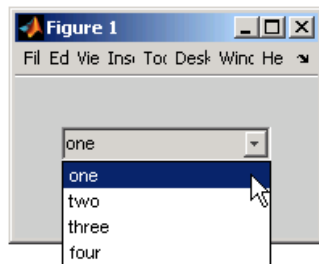 Figure 1
Fil Ed Vie Ins Too Desk Winc He
one
one
two
three
four